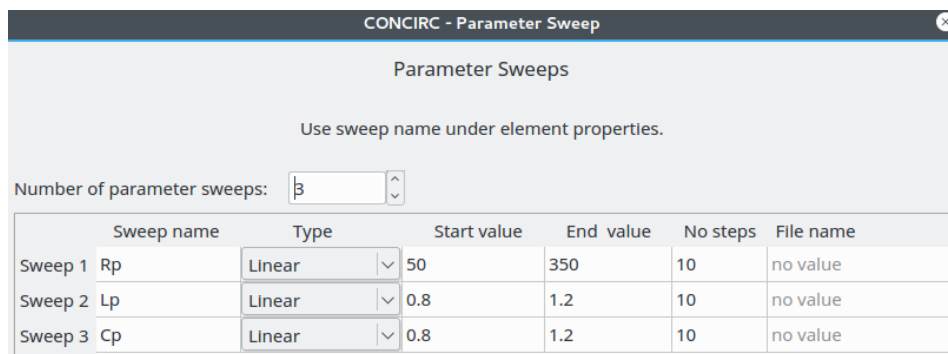 CONCIRC - Parameter Sweep
Parameter Sweeps
Use sweep name under element properties.
Number of parameter sweeps: 3
Sweep name Type Start value End value No steps File name
Sweep 1 Rp Linear 50 350 10 no value
Sweep 2 Lp Linear 0.8 1.2 10 no value
Sweep 3 Cp Linear 0.8 1.2 10 no value